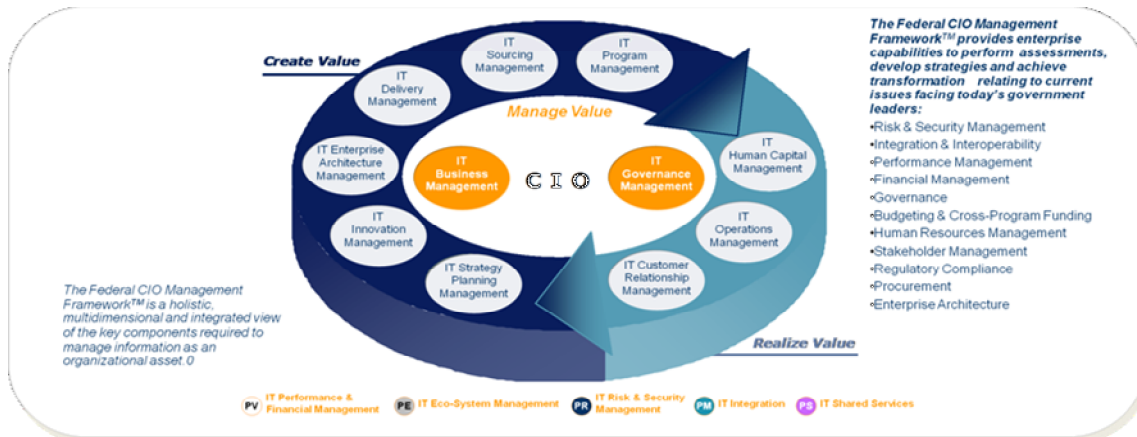 Create Value
IT
Sourcing
Management
IT
Program
Management
IT
Delivery
Management
Manage Value
IT Enterprise
Architecture
Management
IT
Business
Management
CIO
IT
Governance
Management
IT
Human Capital
Management
IT
Innovation
Management
IT
Operations
Management
IT Strategy
Planning
Management
IT Customer
Relationship
Management
Realize Value
The Federal CIO Management
Framework™ is a holistic,
multidimensional and integrated view
of the key components required to
manage information as an
organizational asset.0
The Federal CIO Management
Framework™ provides enterprise
capabilities to perform assessments,
develop strategies and achieve
transformation relating to current
issues facing today's government
leaders:
•Risk & Security Management
•Integration & Interoperability
•Performance Management
•Financial Management
•Governance
•Budgeting & Cross-Program Funding
•Human Resources Management
•Stakeholder Management
•Regulatory Compliance
•Procurement
•Enterprise Architecture
PV IT Performance &
Financial Management
PE IT Eco-System Management
PR IT Risk & Security
Management
PM IT Integration
PS IT Shared Services